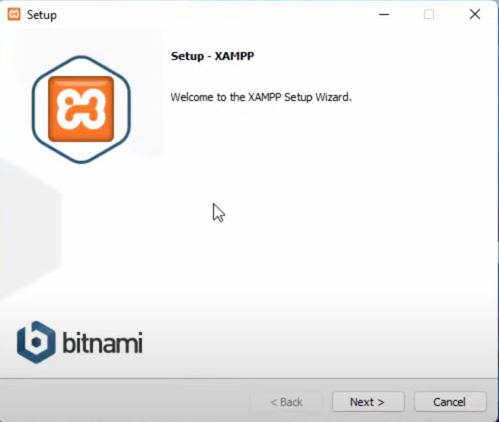 Setup
Setup - XAMPP
Welcome to the XAMPP Setup Wizard.
bitnami
< Back
Next >
Cancel